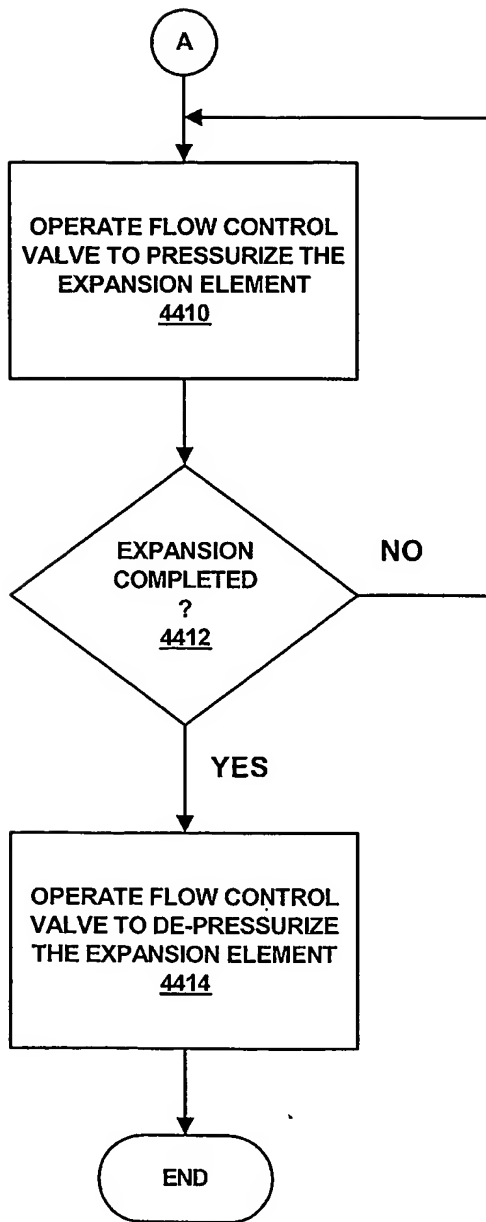 A
OPERATE FLOW CONTROL
VALVE TO PRESSURIZE THE
EXPANSION ELEMENT
4410
EXPANSION
COMPLETED
?
4412
NO
YES
OPERATE FLOW CONTROL
VALVE TO DE-PRESSURIZE
THE EXPANSION ELEMENT
4414
END